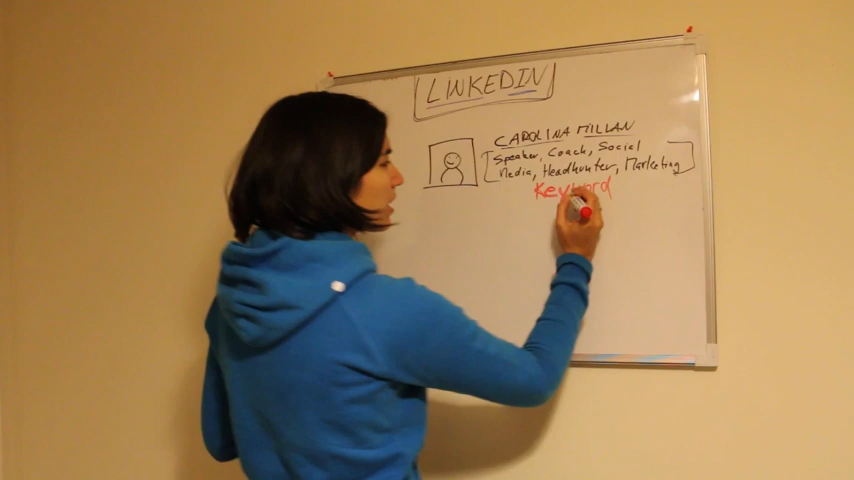 LINKEDIN
CAROLINA MILLAN
Speaker, Coach, Social
Media, Headhunter, Marketing
Keyword